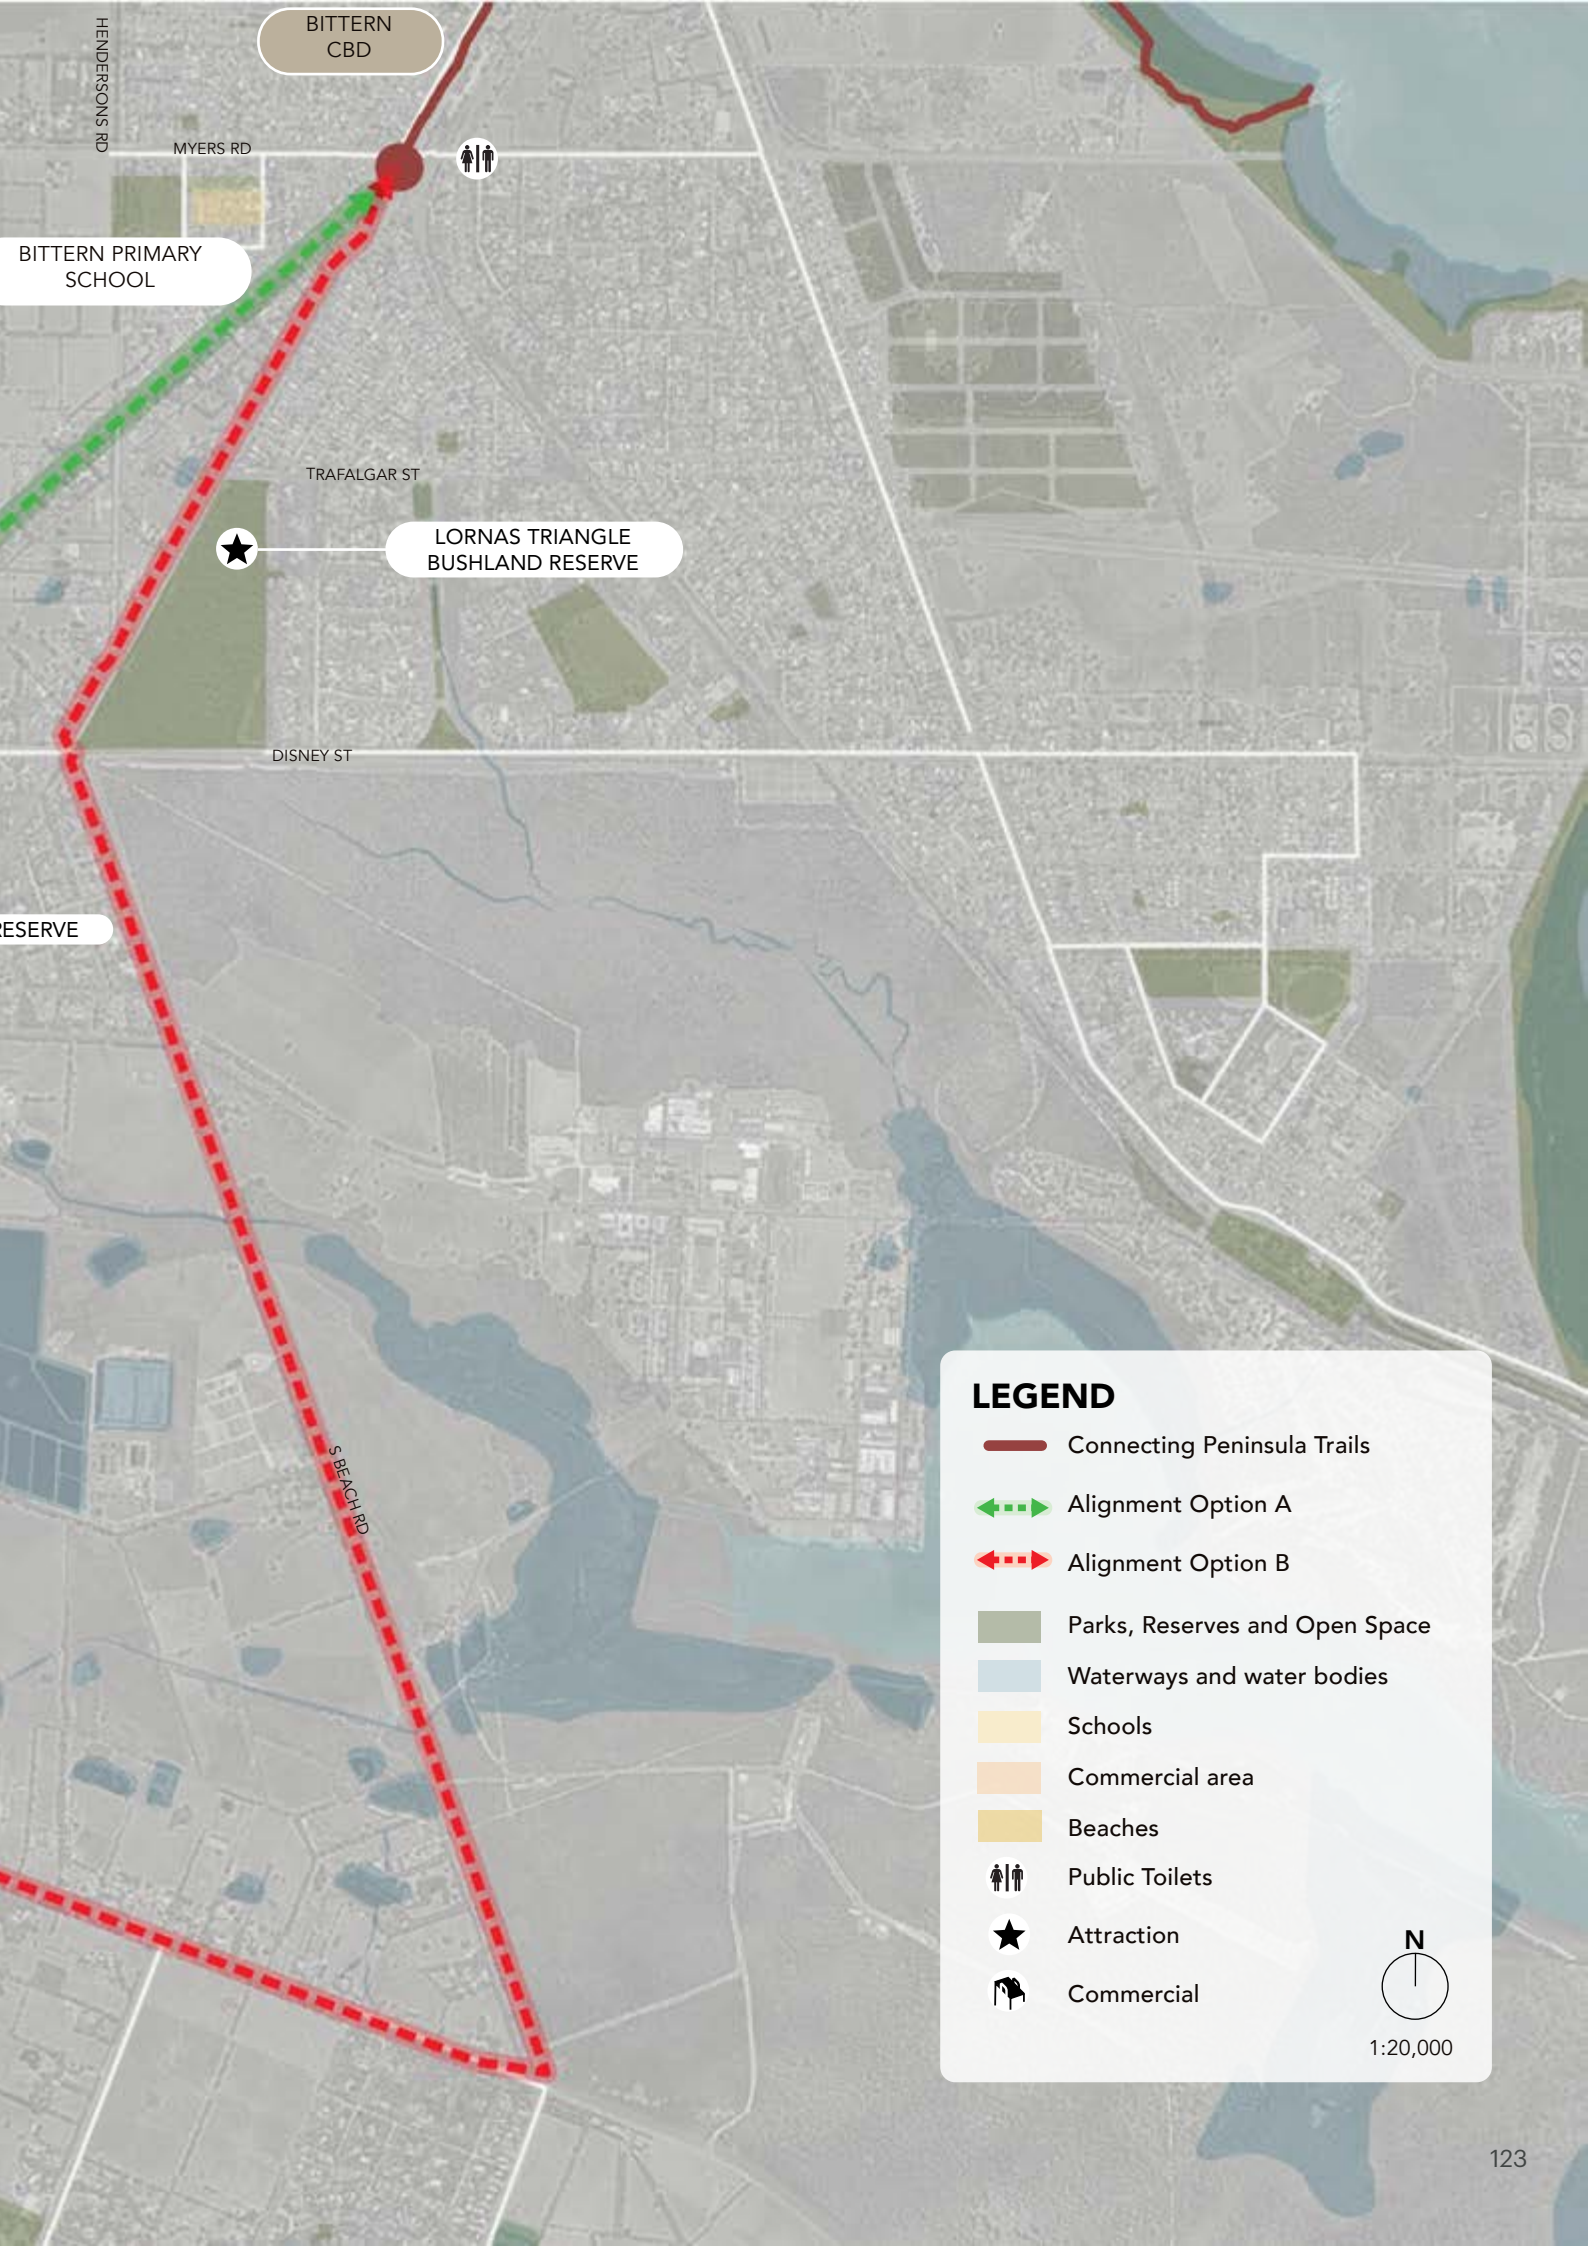 BITTERN
CBD
HENDERSONS RD
MYERS RD
BITTERN PRIMARY
SCHOOL
TRAFALGAR ST
LORNAS TRIANGLE
BUSHLAND RESERVE
DISNEY ST
RESERVE
S BEACH RD
LEGEND
Connecting Peninsula Trails
Alignment Option A
Alignment Option B
Parks, Reserves and Open Space
Waterways and water bodies
Schools
Commercial area
Beaches
Public Toilets
Attraction
Commercial
N
1:20,000
123